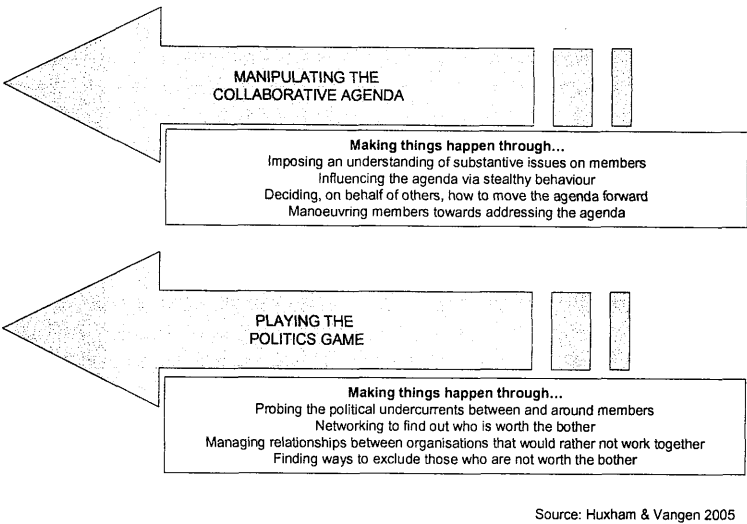 MANIPULATING THE
COLLABORATIVE AGENDA
Making things happen through...
Imposing an understanding of substantive issues on members
Influencing the agenda via stealthy behaviour
Deciding, on behalf of others, how to move the agenda forward
Manoeuvring members towards addressing the agenda
PLAYING THE
POLITICS GAME
Making things happen through...
Probing the political undercurrents between and around members
Networking to find out who is worth the bother
Managing relationships between organisations that would rather not work together
Finding ways to exclude those who are not worth the bother
Source: Huxham & Vangen 2005